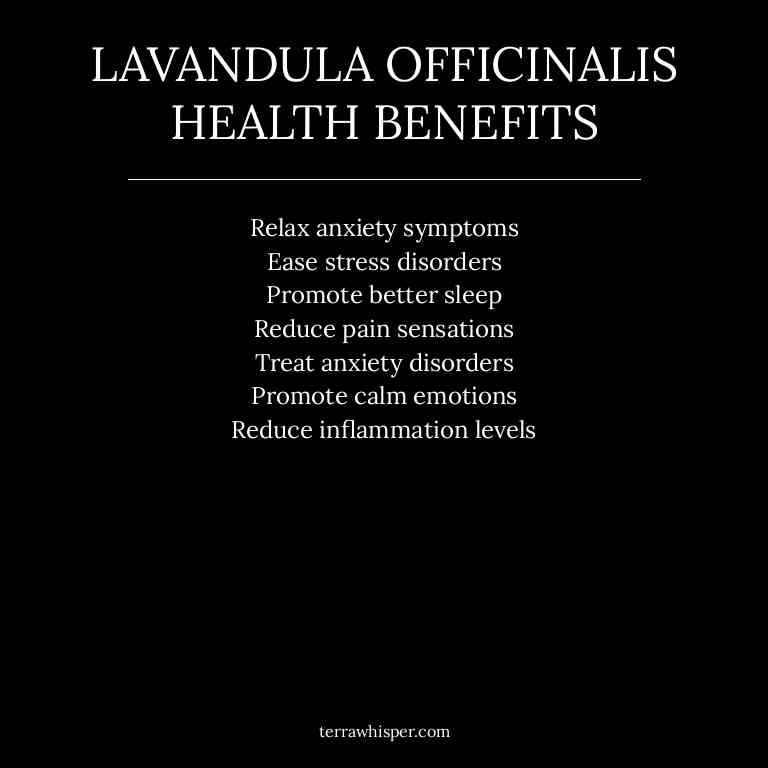 LAVANDULA OFFICINALIS
HEALTH BENEFITS
Relax anxiety symptoms
Ease stress disorders
Promote better sleep
Reduce pain sensations
Treat anxiety disorders
Promote calm emotions
Reduce inflammation levels
terrawhisper.com